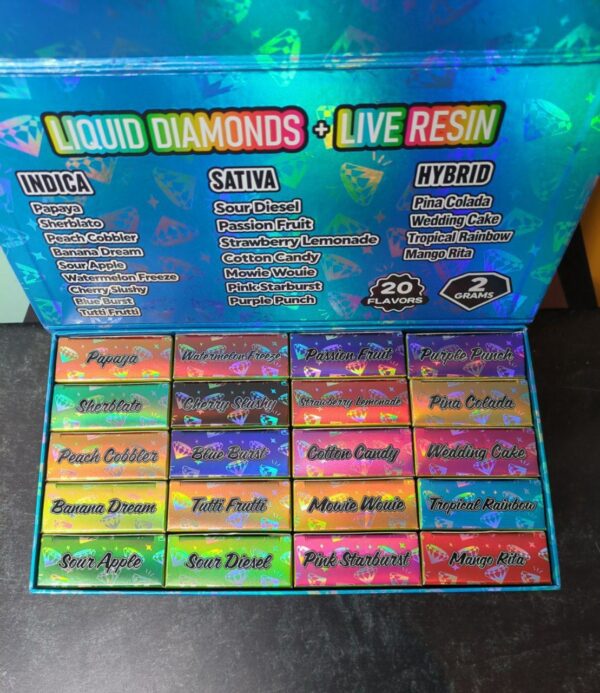 LIQUID DIAMONDS + LIVE RESIN
INDICA
Papaya
Sherblato
Peach Cobbler
Banana Dream
Sour Apple
Watermelon Freeze
Cherry Slushy
Blue Burst
Tutti Frutti
SATIVA
Sour Diesel
Passion Fruit
Strawberry Lemonade
Cotton Candy
Mowie Wouie
Pink Starburst
Purple Punch
HYBRID
Pina Colada
Wedding Cake
Tropical Rainbow
Mango Rita
20
FLAVORS
2
GRAMS
Papaya
Watermelon Freeze
Passion Fruit
Purple Punch
Sherblato
Cherry Slushy
Strawberry Lemonade
Pina Colada
Peach Cobbler
Blue Burst
Cotton Candy
Wedding Cake
Banana Dream
Tutti Frutti
Mowie Wouie
Tropical Rainbow
Sour Apple
Sour Diesel
Pink Starburst
Mango Rita